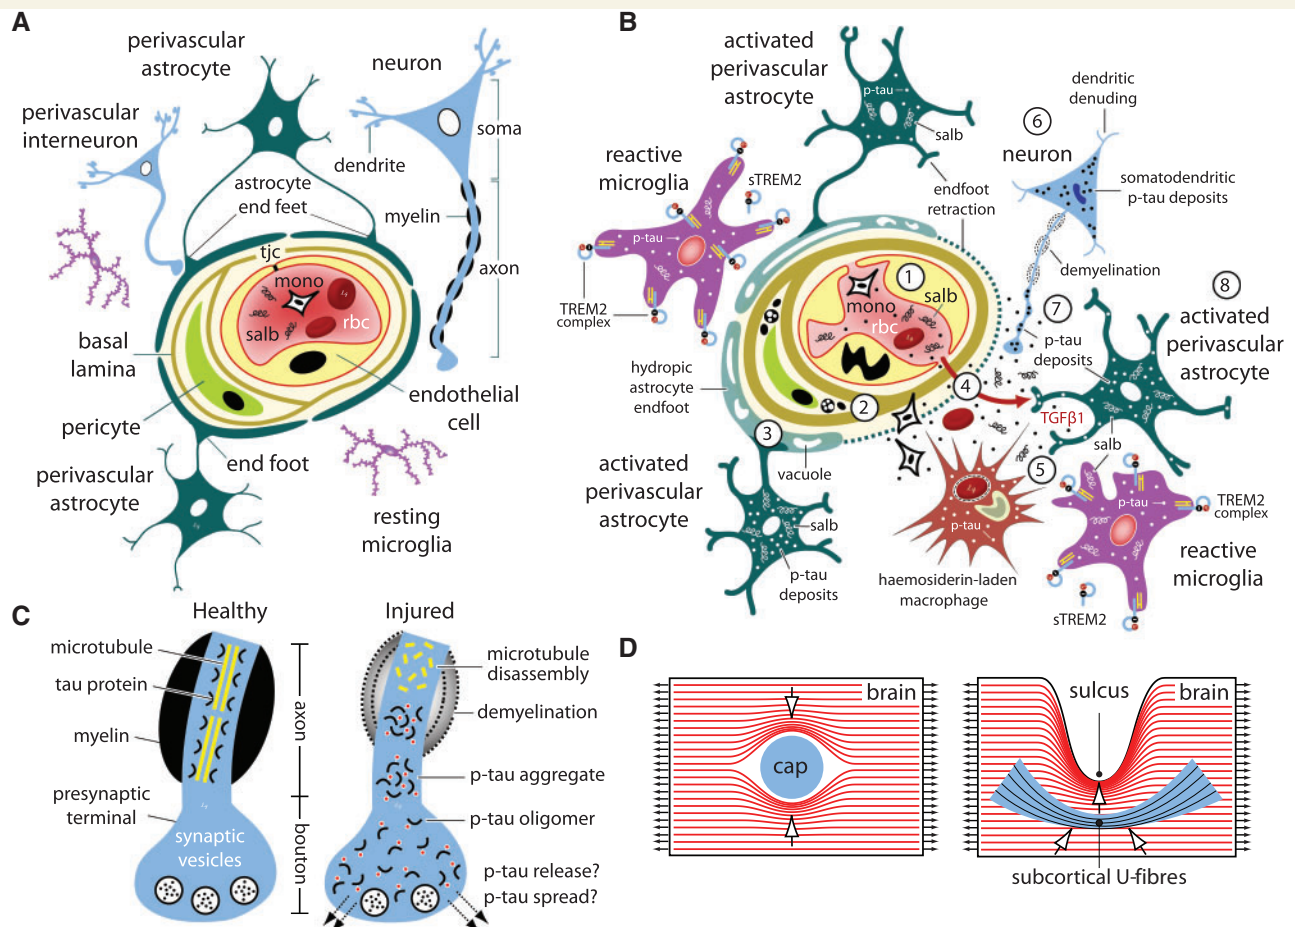 A
perivascular
astrocyte
neuron
perivascular
interneuron
soma
dendrite
astrocyte
end feet
myelin
tjc
axon
mono
salb
rbc
basal
lamina
endothelial
cell
pericyte
end foot
perivascular
astrocyte
resting
microglia
B
activated
perivascular
astrocyte
p-tau
salb
dendritic
denuding
6
neuron
reactive
microglia
sTREM2
endfoot
retraction
somatodendritic
p-tau deposits
p-tau
demyelination
TREM2
complex
1
mono
salb
rbc
7
8
activated
perivascular
astrocyte
p-tau
deposits
hydropic
astrocyte
endfoot
4
2
TGFβ1
3
salb
activated
perivascular
astrocyte
vacuole
5
salb
p-tau
TREM2
complex
p-tau
p-tau
deposits
haemosiderin-laden
macrophage
reactive
microglia
sTREM2
C
Healthy
Injured
microtubule
tau protein
myelin
presynaptic
terminal
synaptic
vesicles
axon
bouton
microtubule
disassembly
demyelination
p-tau aggregate
p-tau oligomer
p-tau release?
p-tau spread?
D
brain
cap
sulcus
brain
subcortical U-fibres